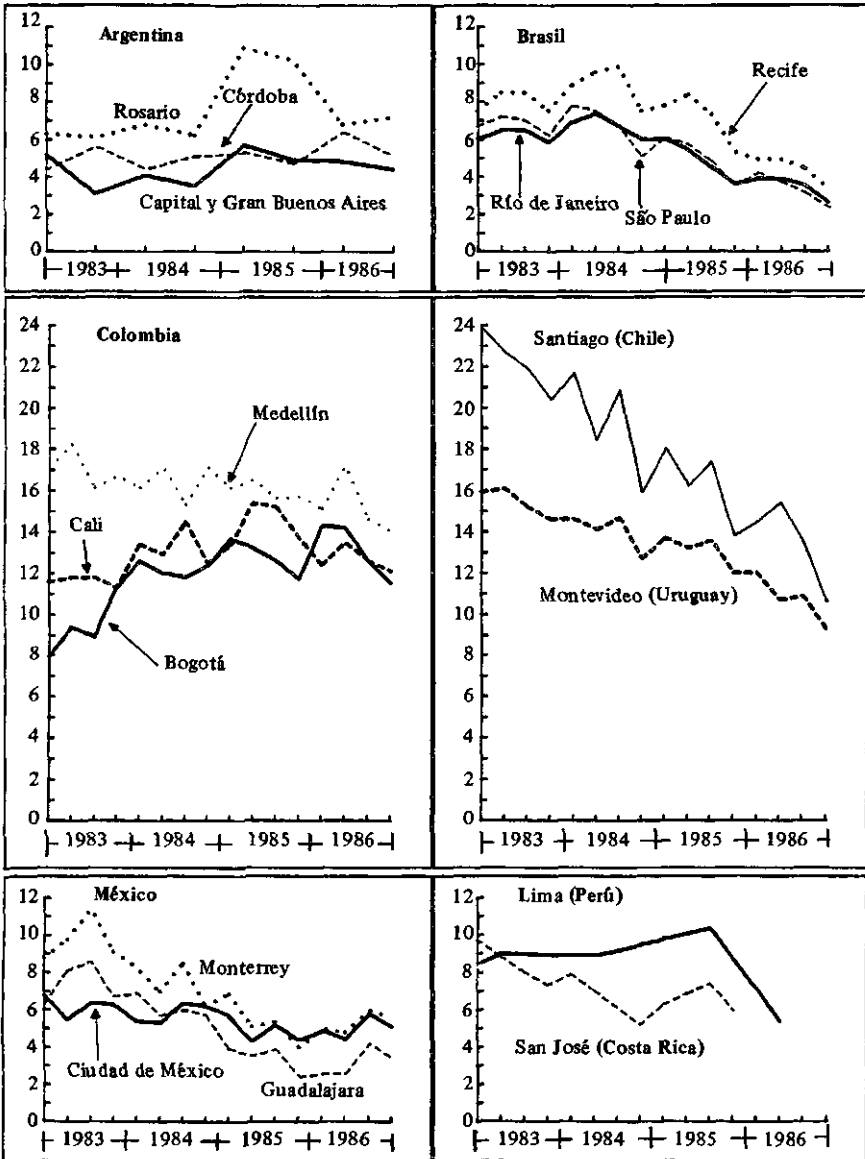 Argentina
12
10
8
6
4
2
0
Rosario
Córdoba
Capital y Gran Buenos Aires
1983 1984 1985 1986
Brasil
12
10
8
6
4
2
0
Recife
Río de Janeiro
São Paulo
1983 1984 1985 1986
Colombia
24
22
20
18
16
14
12
10
8
6
4
2
0
Medellín
Cali
Bogotá
1983 1984 1985 1986
24
22
20
18
16
14
12
10
8
6
4
2
0
Santiago (Chile)
Montevideo (Uruguay)
1983 1984 1985 1986
México
12
10
8
6
4
2
0
Monterrey
Ciudad de México
Guadalajara
1983 1984 1985 1986
Lima (Perú)
12
10
8
6
4
2
0
San José (Costa Rica)
1983 1984 1985 1986